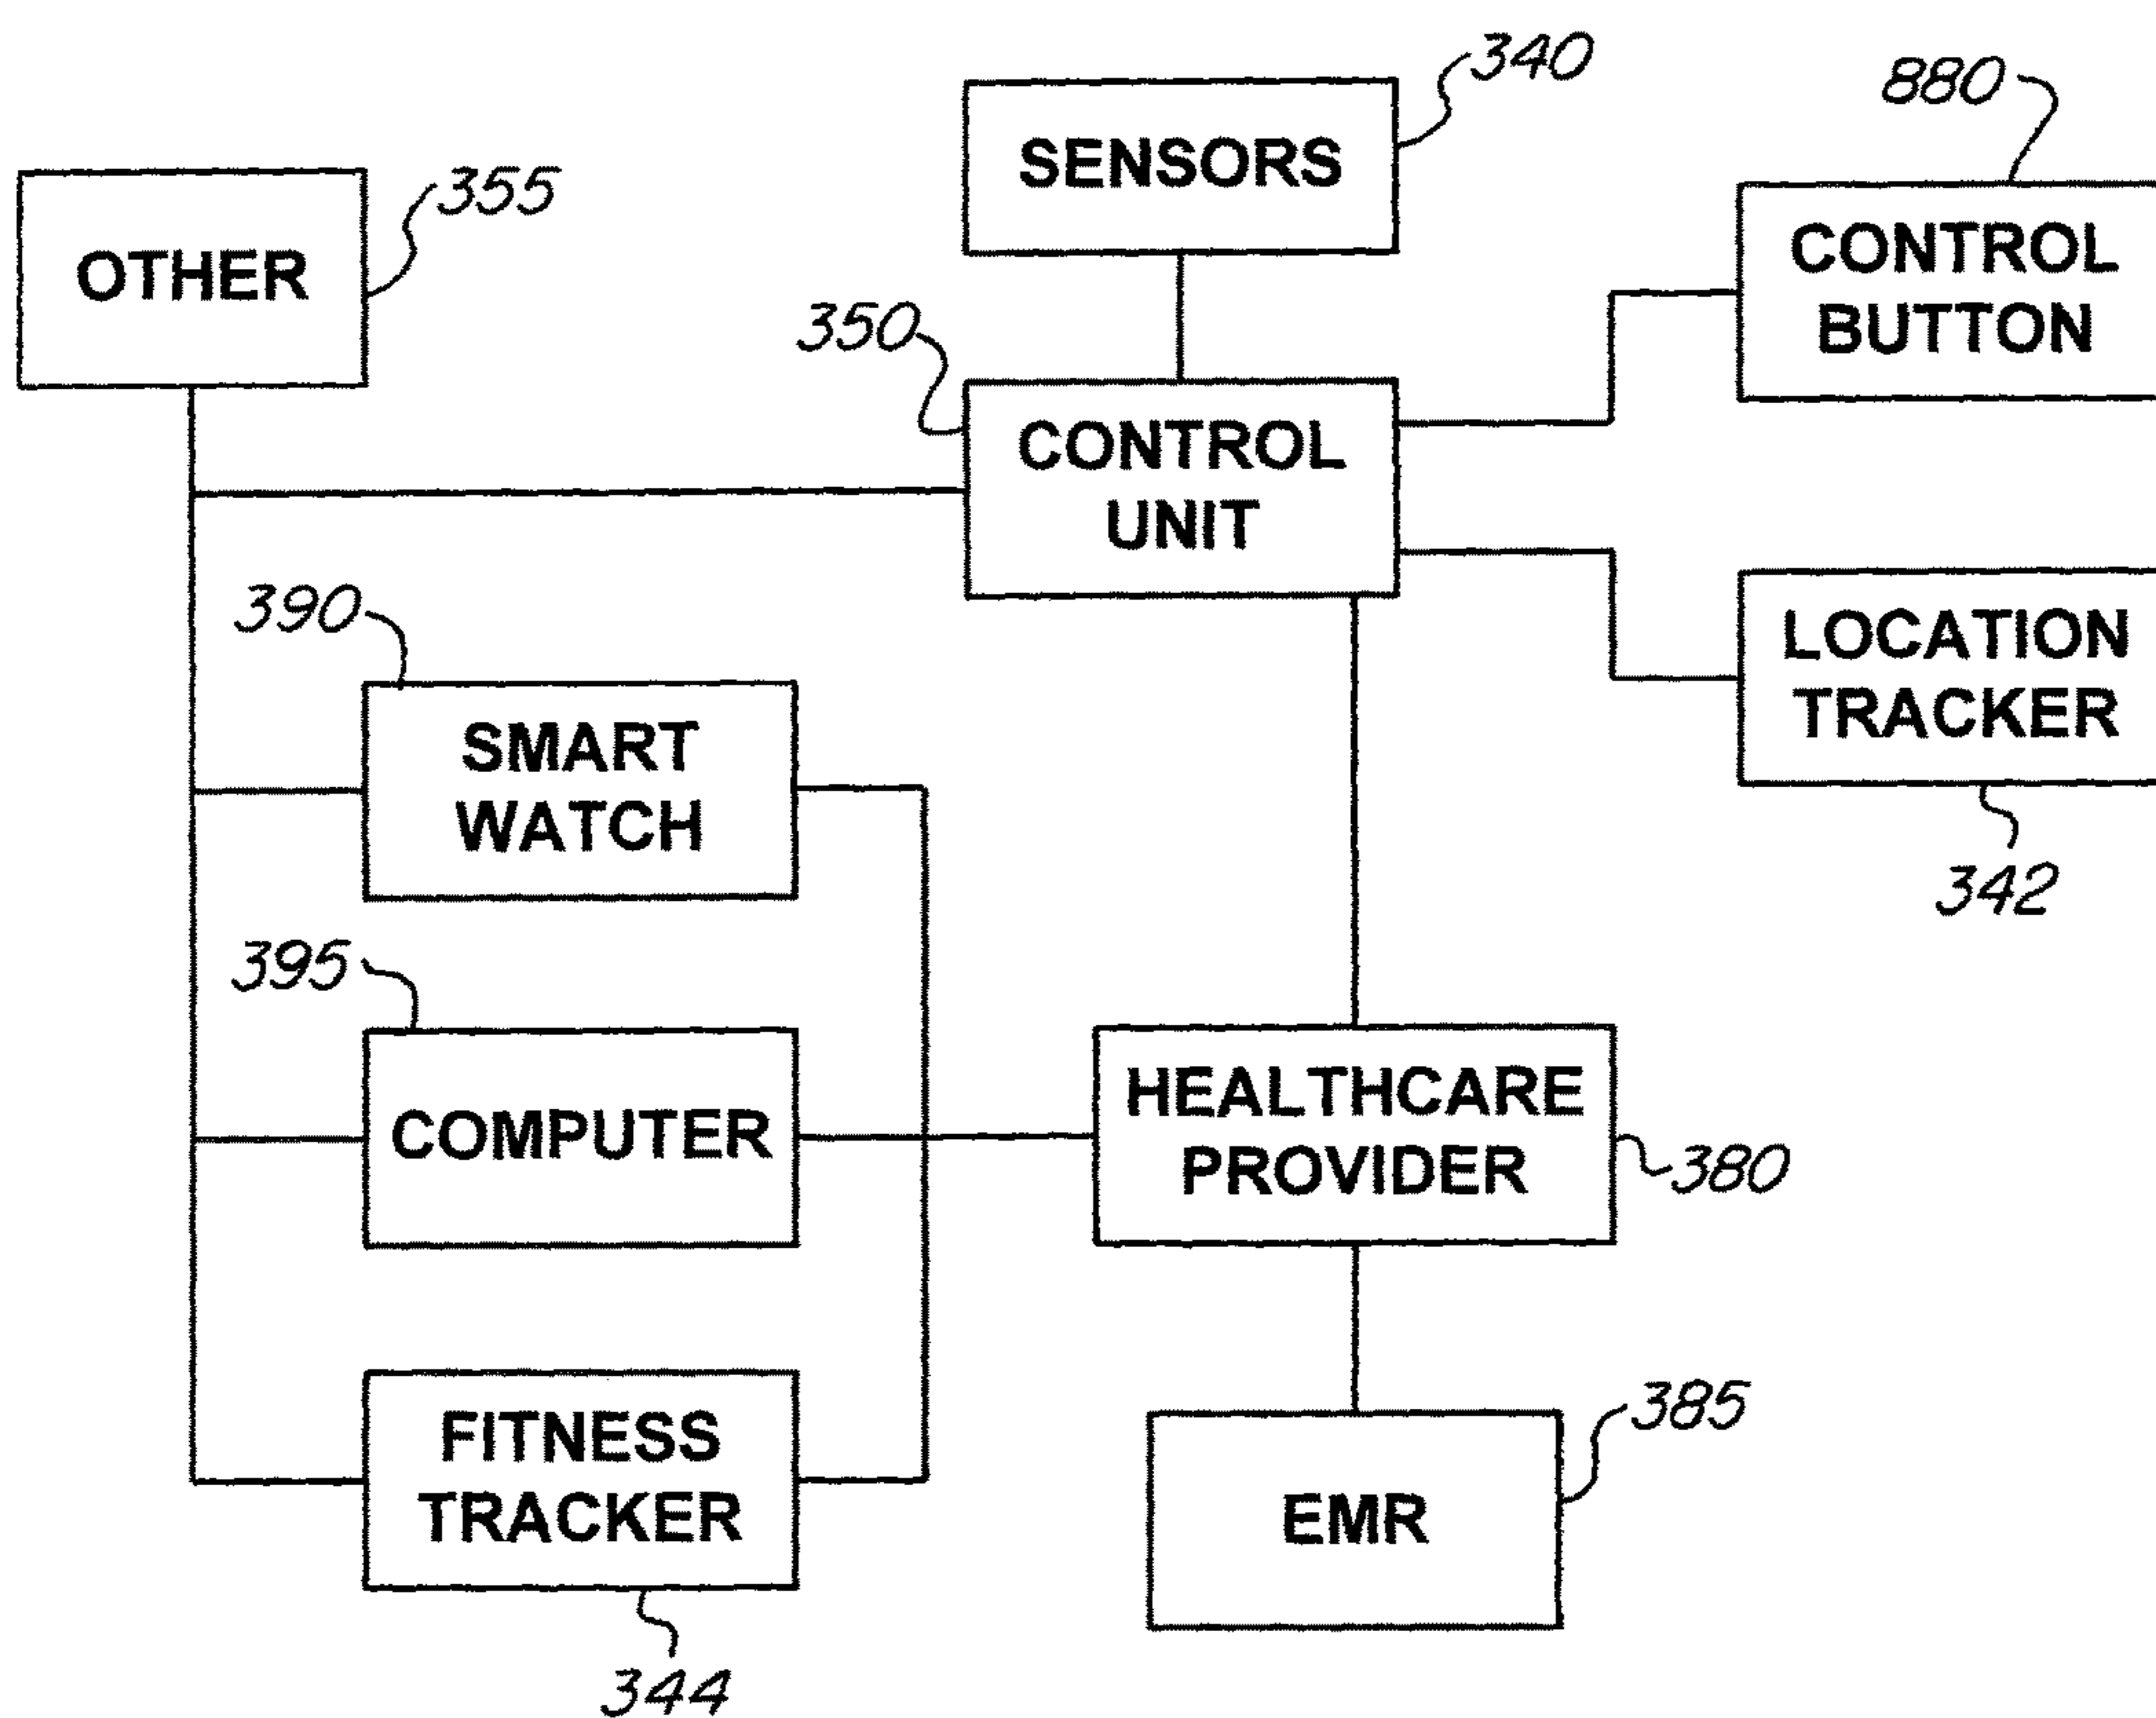 340
880
SENSORS
355
CONTROL
BUTTON
OTHER
350
CONTROL
UNIT
390
LOCATION
TRACKER
SMART
WATCH
342
395
HEALTHCARE
PROVIDER
COMPUTER
380
385
FITNESS
TRACKER
EMR
344